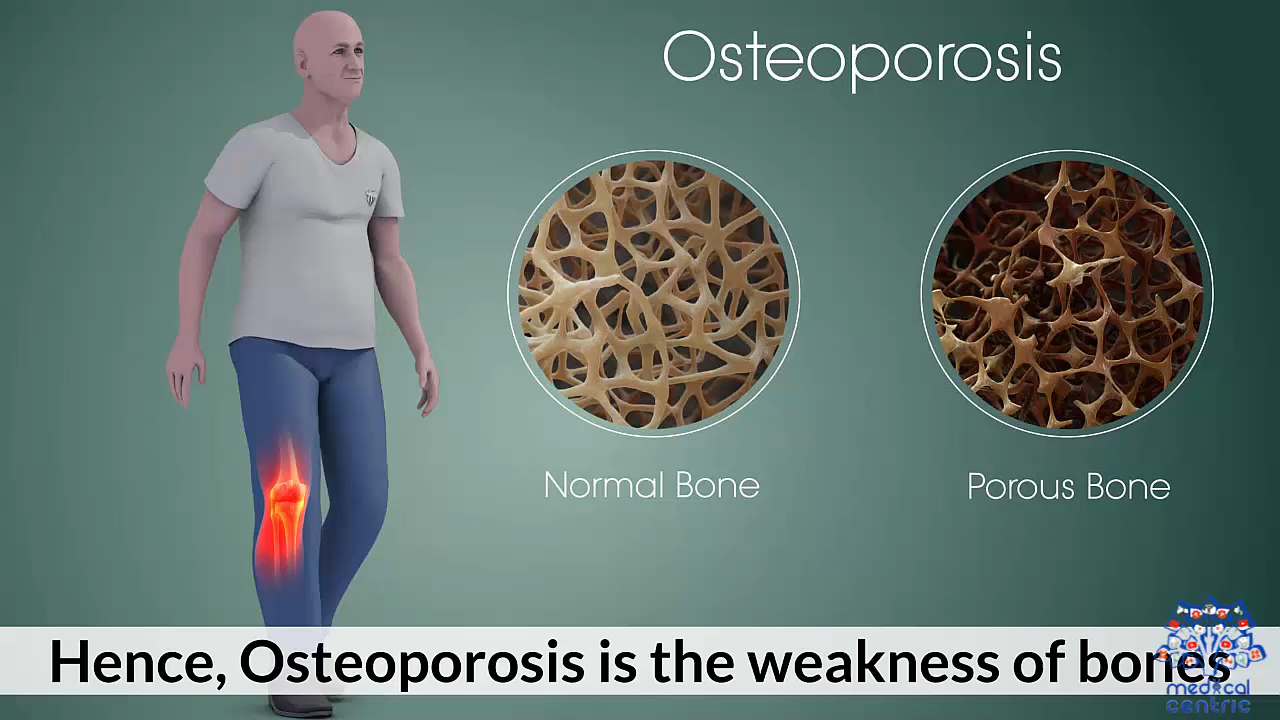 Osteoporosis
Normal Bone
Porous Bone
Hence, Osteoporosis is the weakness of bones
medical
centric